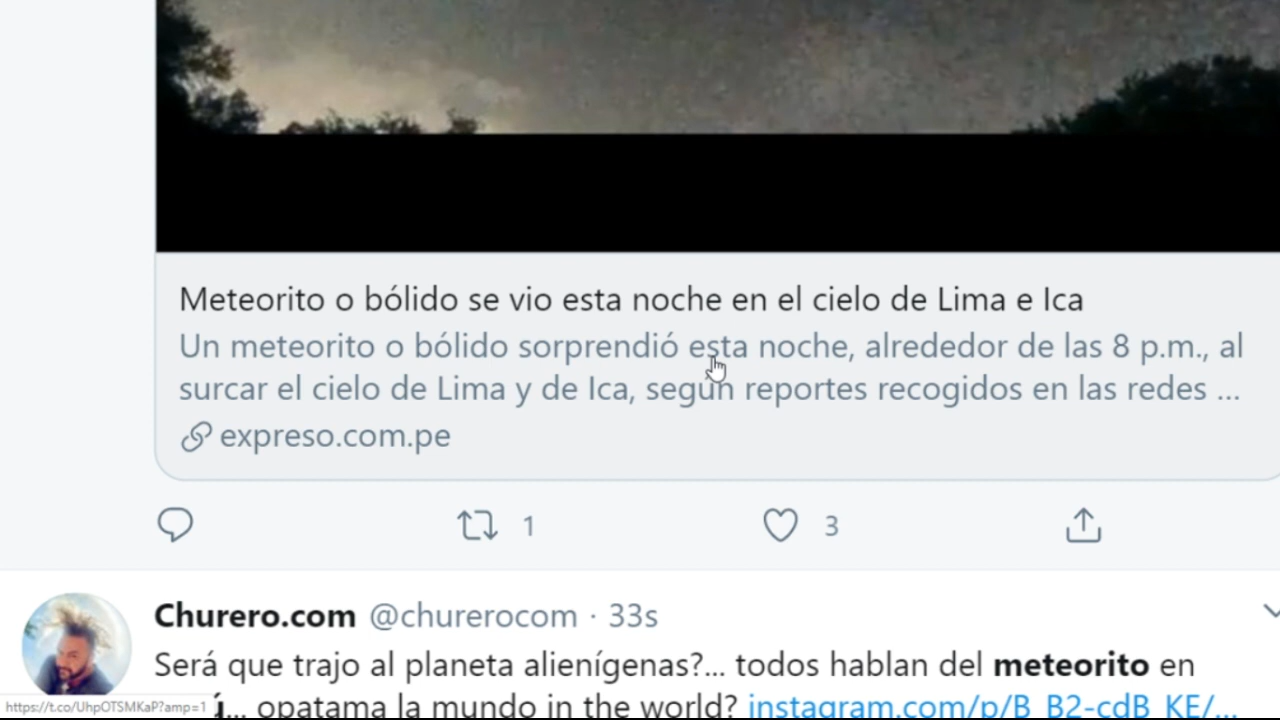 Meteorito o bólido se vio esta noche en el cielo de Lima e Ica
Un meteorito o bólido sorprendió esta noche, alrededor de las 8 p.m., al
surcar el cielo de Lima y de Ica, según reportes recogidos en las redes ...
expreso.com.pe
1 3
Churero.com @churerocom · 33s
Será que trajo al planeta alienígenas?... todos hablan del meteorito en
... opatama la mundo in the world? instagram.com/p/B_B2-cdB_KE/...
https://t.co/UhpOTSMKaP?amp=1